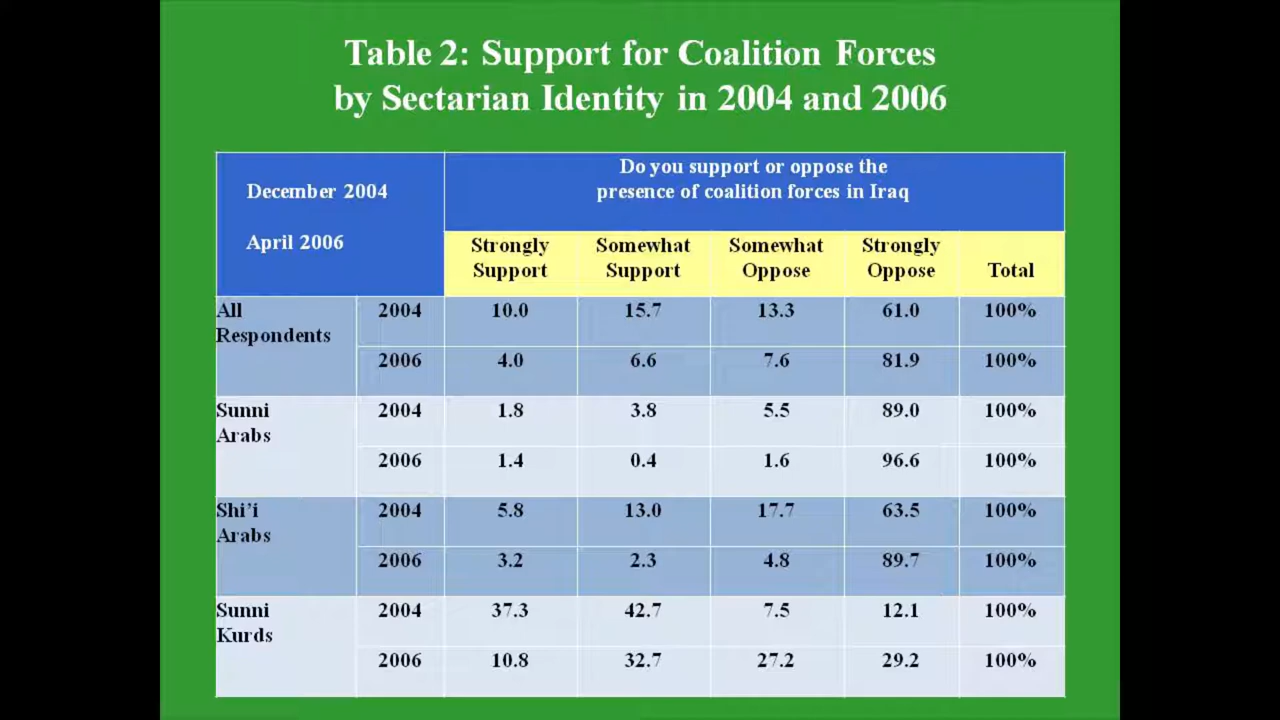 Table 2: Support for Coalition Forces
by Sectarian Identity in 2004 and 2006
December 2004
April 2006
Do you support or oppose the
presence of coalition forces in Iraq
Strongly Support Somewhat Support Somewhat Oppose Strongly Oppose Total
All Respondents 2004 10.0 15.7 13.3 61.0 100%
2006 4.0 6.6 7.6 81.9 100%
Sunni Arabs 2004 1.8 3.8 5.5 89.0 100%
2006 1.4 0.4 1.6 96.6 100%
Shi’i Arabs 2004 5.8 13.0 17.7 63.5 100%
2006 3.2 2.3 4.8 89.7 100%
Sunni Kurds 2004 37.3 42.7 7.5 12.1 100%
2006 10.8 32.7 27.2 29.2 100%